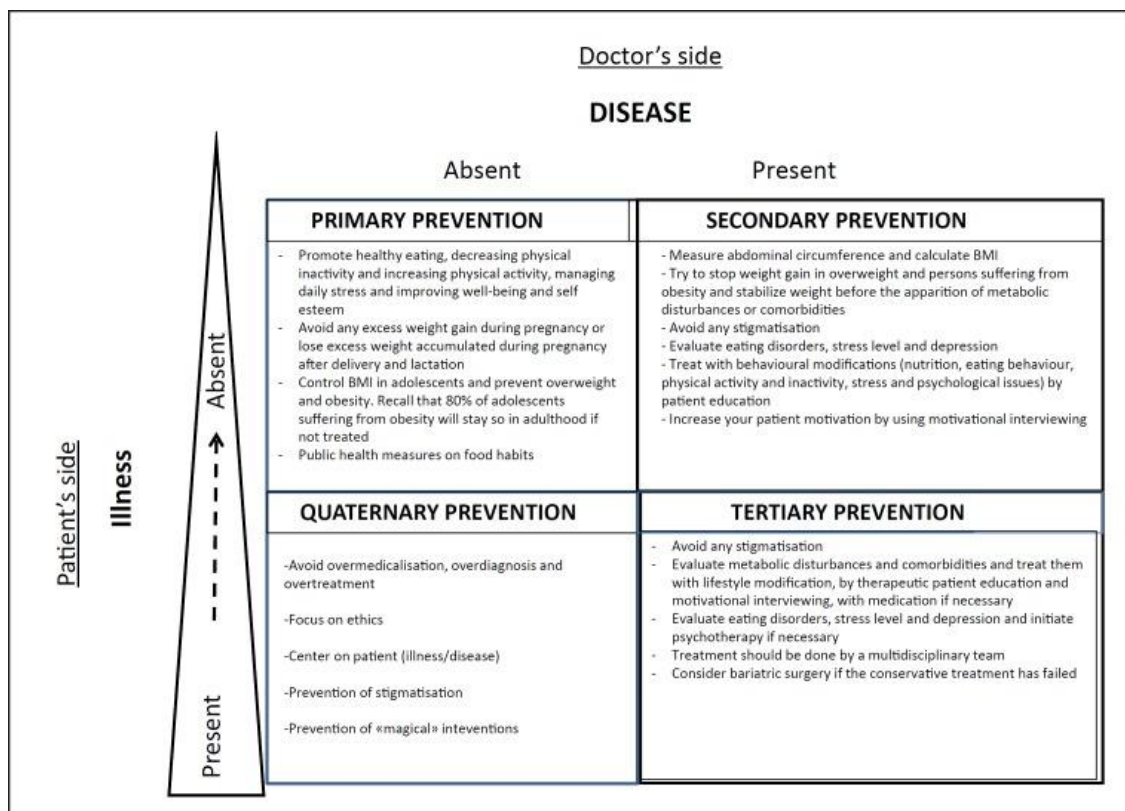 Doctor's side
DISEASE
Absent
Present
PRIMARY PREVENTION
- Promote healthy eating, decreasing physical
inactivity and increasing physical activity, managing
daily stress and improving well-being and self
esteem
- Avoid any excess weight gain during pregnancy or
lose excess weight accumulated during pregnancy
after delivery and lactation
- Control BMI in adolescents and prevent overweight
and obesity. Recall that 80% of adolescents
suffering from obesity will stay so in adulthood if
not treated
- Public health measures on food habits
SECONDARY PREVENTION
- Measure abdominal circumference and calculate BMI
- Try to stop weight gain in overweight and persons suffering from
obesity and stabilize weight before the apparition of metabolic
disturbances or comorbidities
- Avoid any stigmatisation
- Evaluate eating disorders, stress level and depression
- Treat with behavioural modifications (nutrition, eating behaviour,
physical activity and inactivity, stress and psychological issues) by
patient education
- Increase your patient motivation by using motivational interviewing
Patient's side
Illness
Absent
Present
QUATERNARY PREVENTION
-Avoid overmedicalisation, overdiagnosis and
overtreatment
-Focus on ethics
-Center on patient (illness/disease)
-Prevention of stigmatisation
-Prevention of «magical» inteventions
TERTIARY PREVENTION
- Avoid any stigmatisation
- Evaluate metabolic disturbances and comorbidities and treat them
with lifestyle modification, by therapeutic patient education and
motivational interviewing, with medication if necessary
- Evaluate eating disorders, stress level and depression and initiate
psychotherapy if necessary
- Treatment should be done by a multidisciplinary team
- Consider bariatric surgery if the conservative treatment has failed